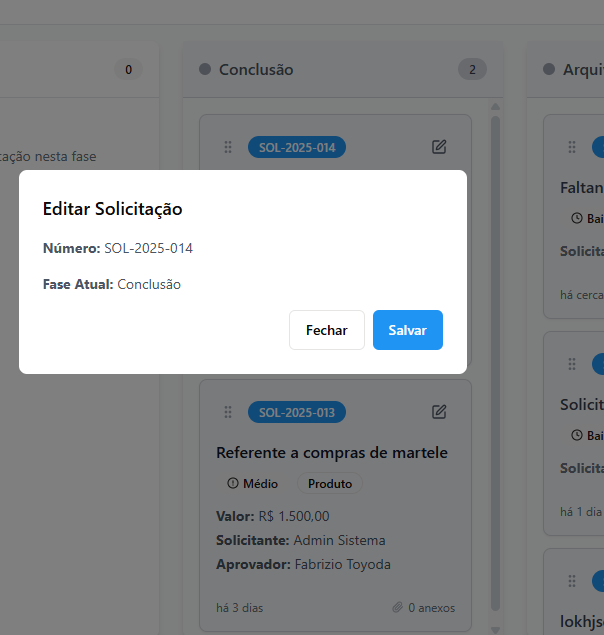 0
Conclusão
2
Arqui
tação nesta fase
SOL-2025-014
Editar Solicitação
Número: SOL-2025-014
Fase Atual: Conclusão
Fechar
Salvar
SOL-2025-013
Referente a compras de martele
Médio
Produto
Valor: R$ 1.500,00
Solicitante: Admin Sistema
Aprovador: Fabrizio Toyoda
há 3 dias
0 anexos
Faltan
Bai
Solicita
há cerca
Solicit
Bai
Solicita
há 1 dia
lokhjs